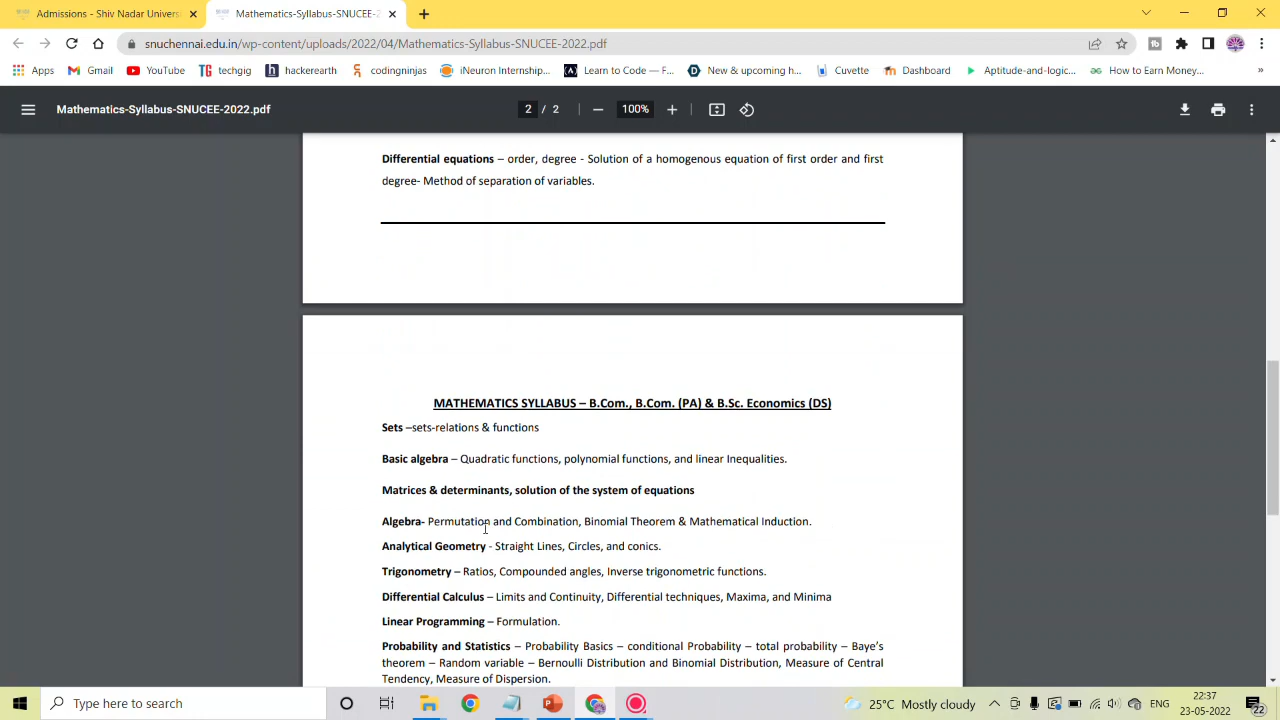 Admissions - Shiv Nadar Universi
Mathematics-Syllabus-SNUCEE-2
snuchennai.edu.in/wp-content/uploads/2022/04/Mathematics-Syllabus-SNUCEE-2022.pdf
Apps
Gmail
YouTube
TG techgig
h hackerearth
codingninjas
iNeuron Internship...
Learn to Code — F...
New & upcoming h...
Cuvette
Dashboard
Aptitude-and-logic...
How to Earn Money...
»
Mathematics-Syllabus-SNUCEE-2022.pdf
2 / 2
100%
Differential equations – order, degree - Solution of a homogenous equation of first order and first
degree- Method of separation of variables.
MATHEMATICS SYLLABUS – B.Com., B.Com. (PA) & B.Sc. Economics (DS)
Sets –sets-relations & functions
Basic algebra – Quadratic functions, polynomial functions, and linear Inequalities.
Matrices & determinants, solution of the system of equations
Algebra- Permutation and Combination, Binomial Theorem & Mathematical Induction.
Analytical Geometry - Straight Lines, Circles, and conics.
Trigonometry – Ratios, Compounded angles, Inverse trigonometric functions.
Differential Calculus – Limits and Continuity, Differential techniques, Maxima, and Minima
Linear Programming – Formulation.
Probability and Statistics – Probability Basics – conditional Probability – total probability – Baye's
theorem – Random variable – Bernoulli Distribution and Binomial Distribution, Measure of Central
Tendency, Measure of Dispersion.
Type here to search
25°C Mostly cloudy
ENG
22:37
23-05-2022
22